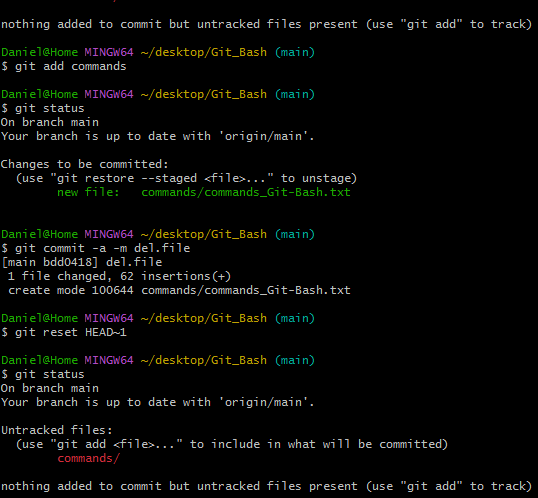 nothing added to commit but untracked files present (use "git add" to track)
Daniel@Home MINGW64 ~/desktop/Git_Bash (main)
$ git add commands
Daniel@Home MINGW64 ~/desktop/Git_Bash (main)
$ git status
On branch main
Your branch is up to date with 'origin/main'.
Changes to be committed:
  (use "git restore --staged <file>..." to unstage)
        new file:   commands/commands_Git-Bash.txt
Daniel@Home MINGW64 ~/desktop/Git_Bash (main)
$ git commit -a -m del.file
[main bdd0418] del.file
 1 file changed, 62 insertions(+)
 create mode 100644 commands/commands_Git-Bash.txt
Daniel@Home MINGW64 ~/desktop/Git_Bash (main)
$ git reset HEAD~1
Daniel@Home MINGW64 ~/desktop/Git_Bash (main)
$ git status
On branch main
Your branch is up to date with 'origin/main'.
Untracked files:
  (use "git add <file>..." to include in what will be committed)
        commands/
nothing added to commit but untracked files present (use "git add" to track)